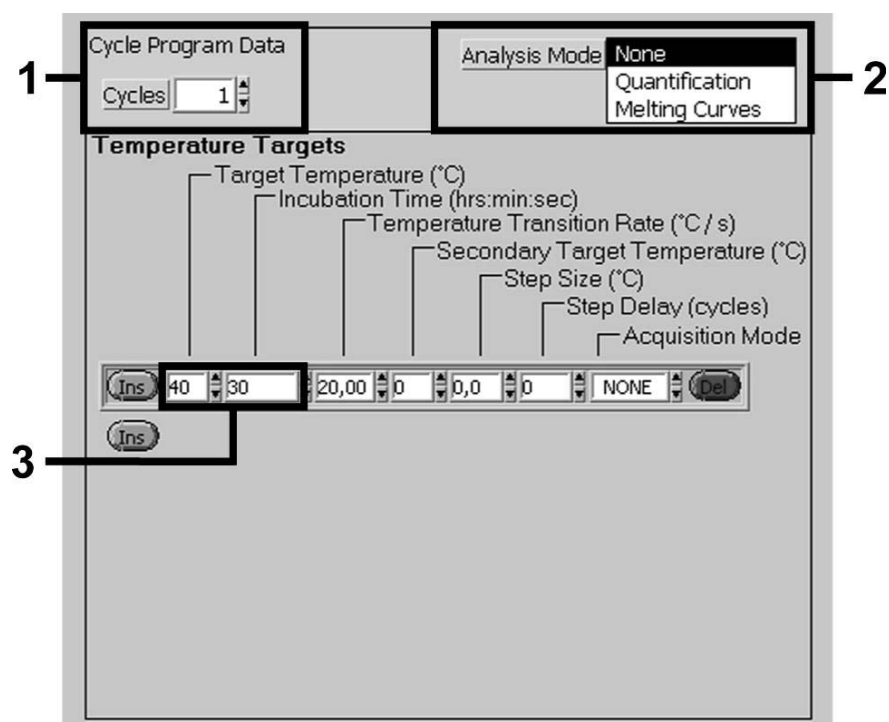 Cycle Program Data
1
Cycles 1
Analysis Mode None
Quantification
Melting Curves
2
Temperature Targets
Target Temperature (°C)
Incubation Time (hrs:min:sec)
Temperature Transition Rate (°C / s)
Secondary Target Temperature (°C)
Step Size (°C)
Step Delay (cycles)
Acquisition Mode
Ins 40 30 20,00 0 0,0 0 NONE Del
Ins
3